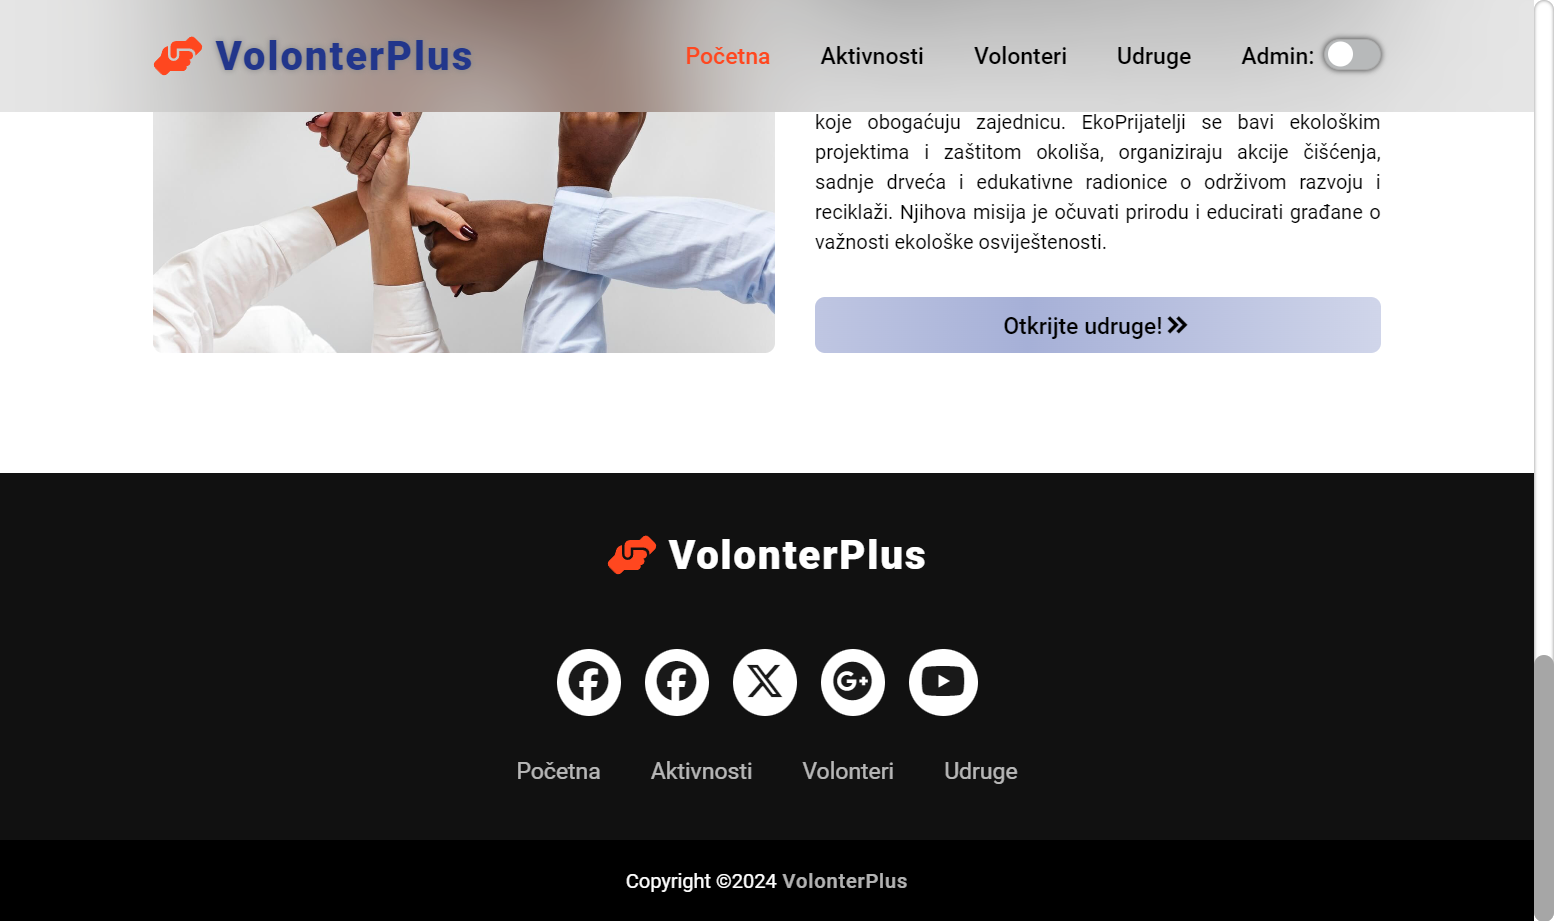 VolonterPlus
Početna Aktivnosti Volonteri Udruge Admin:
koje obogaćuju zajednicu. EkoPrijatelji se bavi ekološkim
projektima i zaštitom okoliša, organiziraju akcije čišćenja,
sadnje drveća i edukativne radionice o održivom razvoju i
reciklaži. Njihova misija je očuvati prirodu i educirati građane o
važnosti ekološke osviještenosti.
Otkrijte udruge!
VolonterPlus
Početna Aktivnosti Volonteri Udruge
Copyright ©2024 VolonterPlus